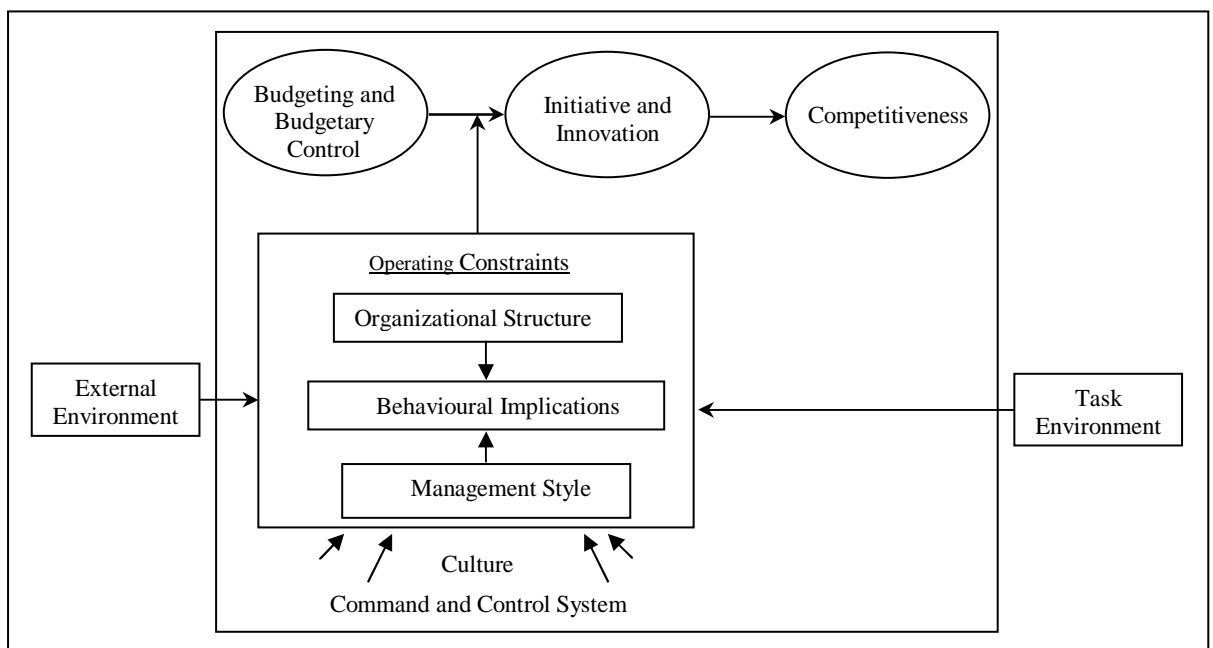 Budgeting and
Budgetary
Control
Initiative and
Innovation
Competitiveness
Operating Constraints
Organizational Structure
Behavioural Implications
Management Style
External
Environment
Task
Environment
Culture
Command and Control System